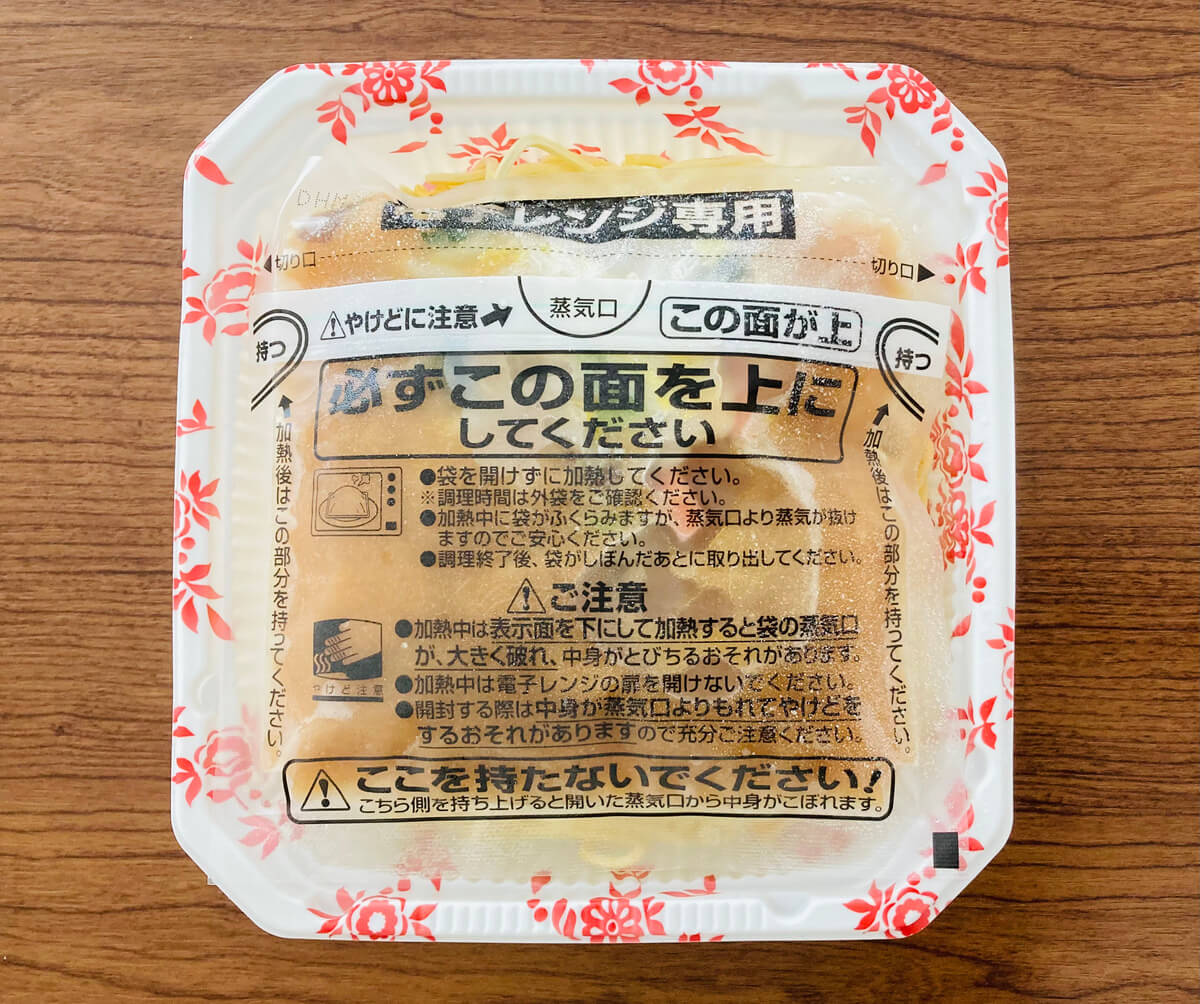 DHM
電子レンジ専用
切り口
切り口
⚠やけどに注意
蒸気口
この面が上
持つ
持つ
必ずこの面を上に
してください
加熱後はこの部分を持ってください。
加熱後はこの部分を持ってください。
●袋を開けずに加熱してください。
※調理時間は外袋をご確認ください。
●加熱中に袋がふくらみますが、蒸気口より蒸気が抜け
ますのでご安心ください。
●調理終了後、袋がしぼんだあとに取り出してください。
⚠ご注意
●加熱中は表示面を下にして加熱すると袋の蒸気口
が、大きく破れ、中身がとびちるおそれがあります。
●加熱中は電子レンジの扉を開けないでください。
●開封する際は中身が蒸気口よりもれてやけどを
するおそれがありますので充分ご注意ください。
やけど注意
⚠ここを持たないでください!
こちら側を持ち上げると開いた蒸気口から中身がこぼれます。